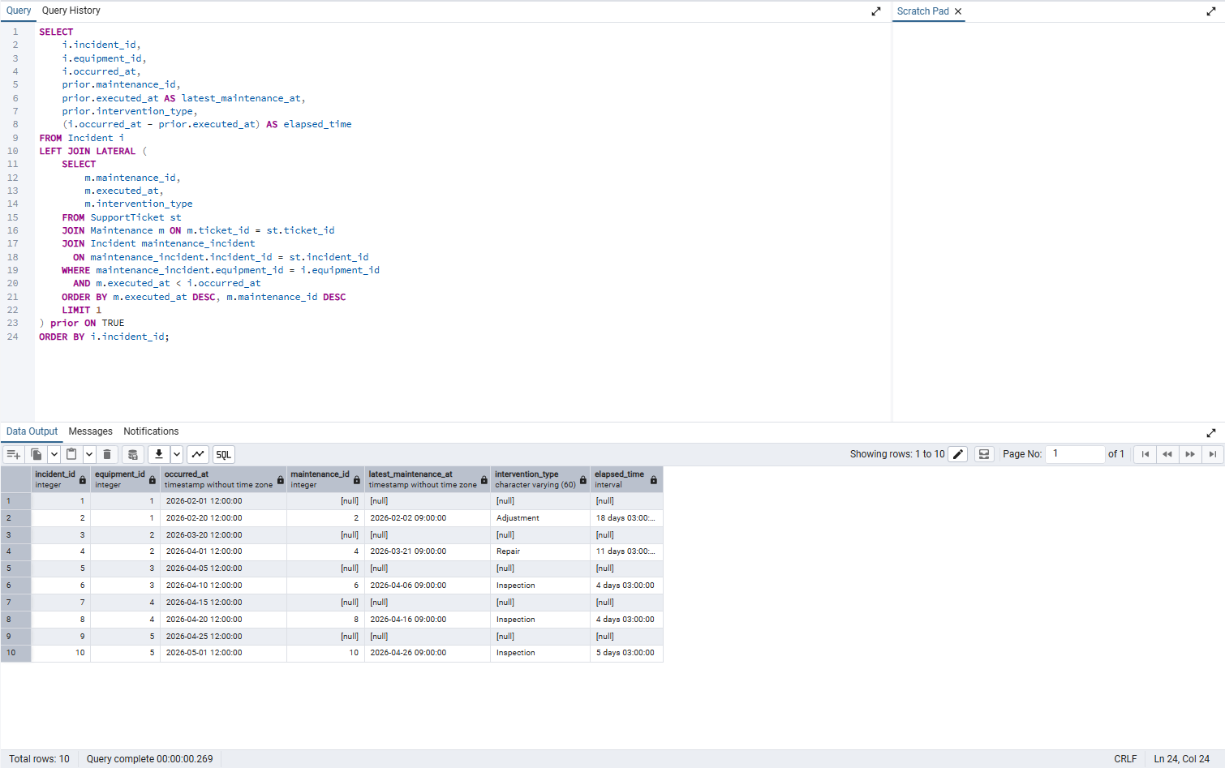 Query Query History
Scratch Pad
1 SELECT
2 i.incident_id,
3 i.equipment_id,
4 i.occurred_at,
5 prior.maintenance_id,
6 prior.executed_at AS latest_maintenance_at,
7 prior.intervention_type,
8 (i.occurred_at - prior.executed_at) AS elapsed_time
9 FROM Incident i
10 LEFT JOIN LATERAL (
11 SELECT
12 m.maintenance_id,
13 m.executed_at,
14 m.intervention_type
15 FROM SupportTicket st
16 JOIN Maintenance m ON m.ticket_id = st.ticket_id
17 JOIN Incident maintenance_incident
18 ON maintenance_incident.incident_id = st.incident_id
19 WHERE maintenance_incident.equipment_id = i.equipment_id
20 AND m.executed_at < i.occurred_at
21 ORDER BY m.executed_at DESC, m.maintenance_id DESC
22 LIMIT 1
23 ) prior ON TRUE
24 ORDER BY i.incident_id;
Data Output Messages Notifications
SQL Showing rows: 1 to 10 Page No: 1 of 1
incident_id equipment_id occurred_at maintenance_id latest_maintenance_at intervention_type elapsed_time
integer integer timestamp without time zone integer timestamp without time zone character varying (60) interval
1 1 1 2026-02-01 12:00:00 [null] [null] [null] [null]
2 2 1 2026-02-20 12:00:00 2 2026-02-02 09:00:00 Adjustment 18 days 03:00:...
3 3 2 2026-03-20 12:00:00 [null] [null] [null] [null]
4 4 2 2026-04-01 12:00:00 4 2026-03-21 09:00:00 Repair 11 days 03:00:...
5 5 3 2026-04-05 12:00:00 [null] [null] [null] [null]
6 6 3 2026-04-10 12:00:00 6 2026-04-06 09:00:00 Inspection 4 days 03:00:00
7 7 4 2026-04-15 12:00:00 [null] [null] [null] [null]
8 8 4 2026-04-20 12:00:00 8 2026-04-16 09:00:00 Inspection 4 days 03:00:00
9 9 5 2026-04-25 12:00:00 [null] [null] [null] [null]
10 10 5 2026-05-01 12:00:00 10 2026-04-26 09:00:00 Inspection 5 days 03:00:00
Total rows: 10 Query complete 00:00:00.269 CRLF Ln 24, Col 24